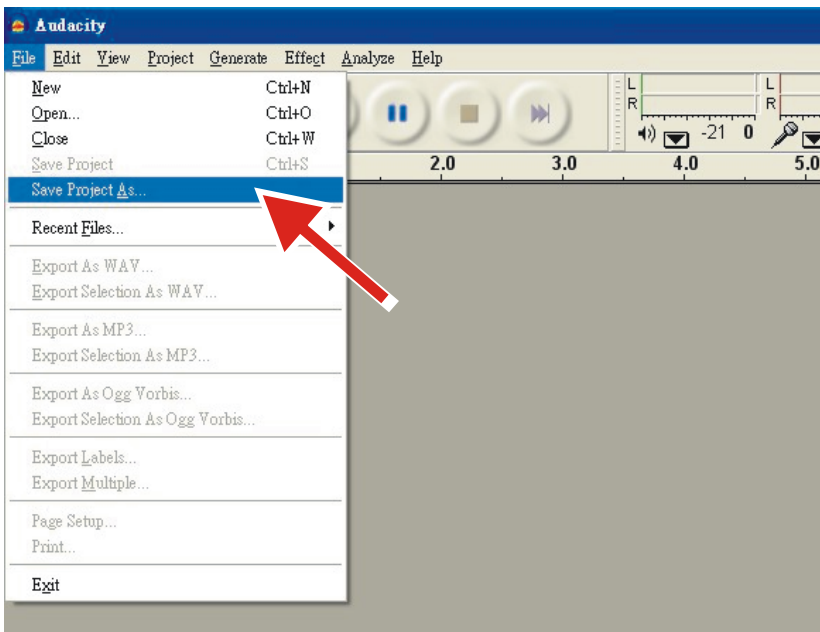 Audacity
File Edit View Project Generate Effect Analyze Help
New Ctrl+N
Open... Ctrl+O
Close Ctrl+W
Save Project Ctrl+S
Save Project As...
Recent Files...
Export As WAV...
Export Selection As WAV...
Export As MP3...
Export Selection As MP3...
Export As Ogg Vorbis...
Export Selection As Ogg Vorbis...
Export Labels...
Export Multiple...
Page Setup...
Print...
Exit
L L
R R
-21 0
2.0 3.0 4.0 5.0